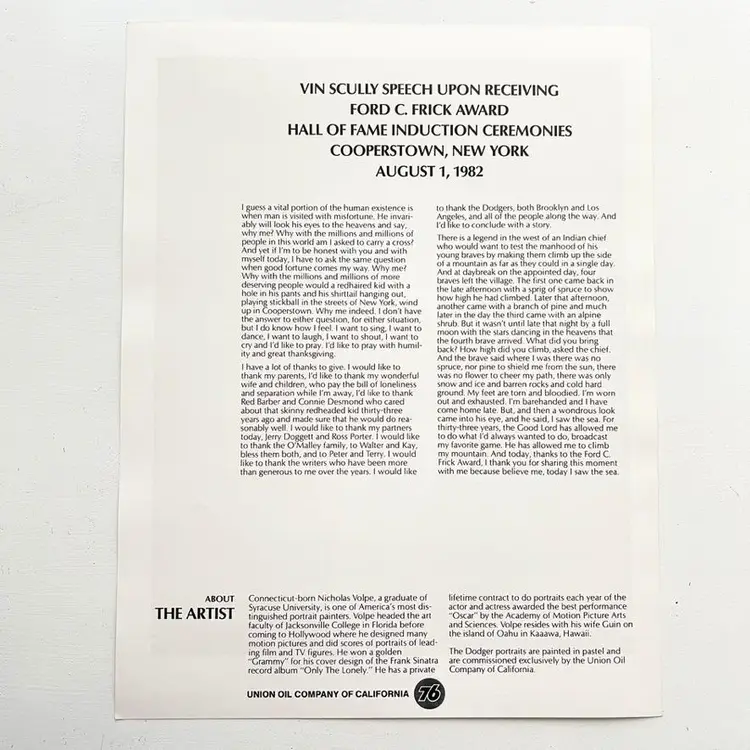 VIN SCULLY SPEECH UPON RECEIVING
FORD C. FRICK AWARD
HALL OF FAME INDUCTION CEREMONIES
COOPERSTOWN, NEW YORK
AUGUST 1, 1982
I guess a vital portion of the human existence is
when man is visited with misfortune. He invari-
ably will look his eyes to the heavens and say,
why me? Why with the millions and millions of
people in this world am I asked to carry a cross?
And yet if I'm to be honest with you and with
myself today, I have to ask the same question
when good fortune comes my way. Why me?
Why with the millions and millions of more
deserving people would a redhaired kid with a
hole in his pants and his shirttail hanging out,
playing stickball in the streets of New York, wind
up in Cooperstown. Why me indeed. I don't have
the answer to either question, for either situation,
but I do know how I feel. I want to sing, I want to
dance, I want to laugh, I want to shout, I want to
cry and I'd like to pray. I'd like to pray with humil-
ity and great thanksgiving.
I have a lot of thanks to give. I would like to
thank my parents, I'd like to thank my wonderful
wife and children, who pay the bill of loneliness
and separation while I'm away, I'd like to thank
Red Barber and Connie Desmond who cared
about that skinny redheaded kid thirty-three
years ago and made sure that he would do rea-
sonably well. I would like to thank my partners
today, Jerry Doggett and Ross Porter. I would like
to thank the O'Malley family, to Walter and Kay,
bless them both, and to Peter and Terry. I would
like to thank the writers who have been more
than generous to me over the years. I would like
to thank the Dodgers, both Brooklyn and Los
Angeles, and all of the people along the way. And
I'd like to conclude with a story.
There is a legend in the west of an Indian chief
who would want to test the manhood of his
young braves by making them climb up the side
of a mountain as far as they could in a single day.
And at daybreak on the appointed day, four
braves left the village. The first one came back in
the late afternoon with a sprig of spruce to show
how high he had climbed. Later that afternoon,
another came with a branch of pine and much
later in the day the third came with an alpine
shrub. But it wasn't until late that night by a full
moon with the stars dancing in the heavens that
the fourth brave arrived. What did you bring
back? How high did you climb, asked the chief.
And the brave said where I was there was no
spruce, nor pine to shield me from the sun, there
was no flower to cheer my path, there was only
snow and ice and barren rocks and cold hard
ground. My feet are torn and bloodied. I'm worn
out and exhausted. I'm barehanded and I have
come home late. But, and then a wondrous look
came into his eye, and he said, I saw the sea. For
thirty-three years, the Good Lord has allowed me
to do what I'd always wanted to do, broadcast
my favorite game. He has allowed me to climb
my mountain. And today, thanks to the Ford C.
Frick Award, I thank you for sharing this moment
with me because believe me, today I saw the sea.
ABOUT
THE ARTIST
Connecticut-born Nicholas Volpe, a graduate of
Syracuse University, is one of America's most dis-
tinguished portrait painters. Volpe headed the art
faculty of Jacksonville College in Florida before
coming to Hollywood where he designed many
motion pictures and did scores of portraits of lead-
ing film and TV figures. He won a golden
"Grammy" for his cover design of the Frank Sinatra
record album "Only The Lonely." He has a private
lifetime contract to do portraits each year of the
actor and actress awarded the best performance
"Oscar" by the Academy of Motion Picture Arts
and Sciences. Volpe resides with his wife Guin on
the island of Oahu in Kaaawa, Hawaii.
The Dodger portraits are painted in pastel and
are commissioned exclusively by the Union Oil
Company of California.
UNION OIL COMPANY OF CALIFORNIA 76